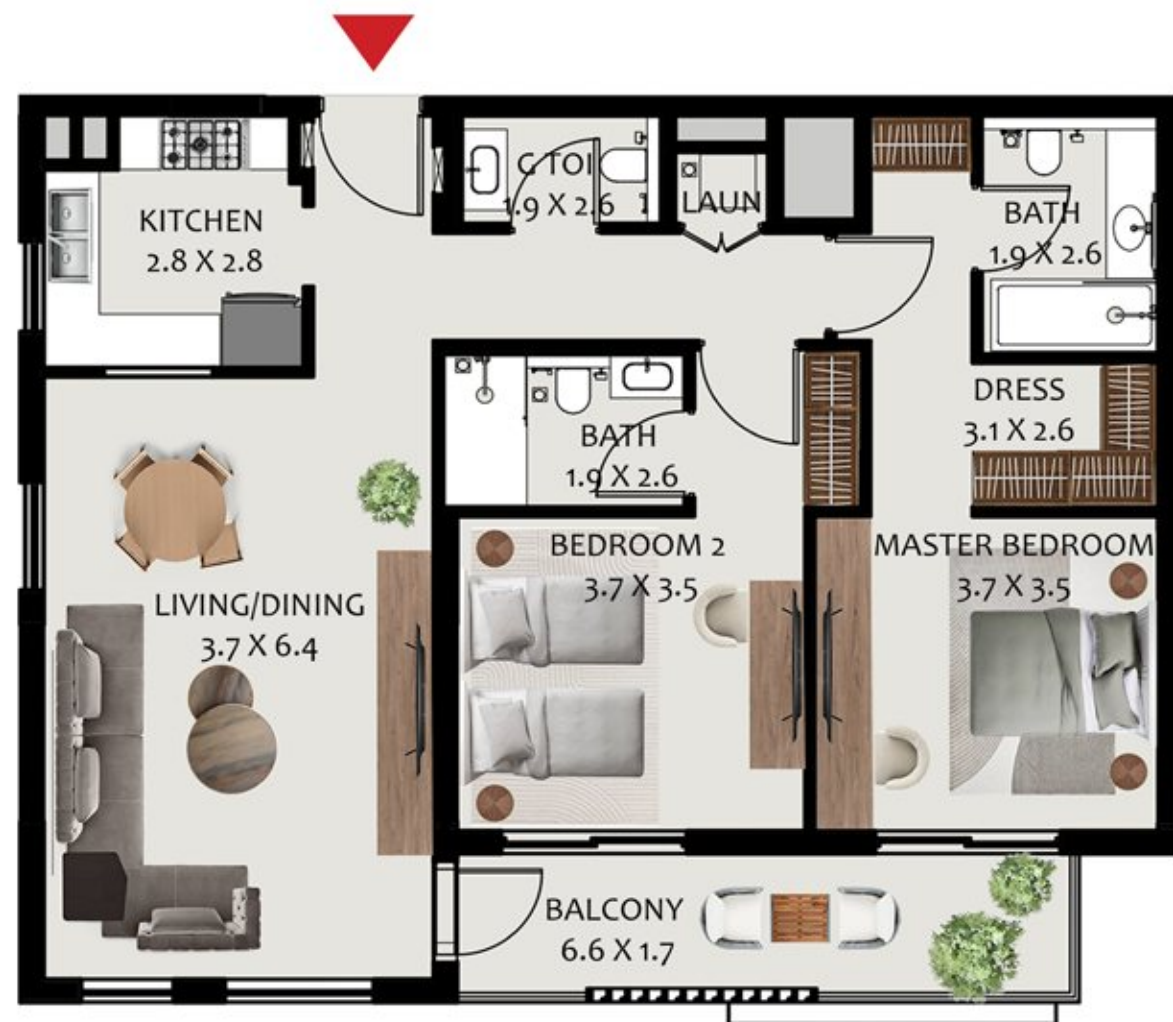 KITCHEN
2.8 X 2.8
G TOI
1.9 X 2.6
LAUN
BATH
1.9 X 2.6
DRESS
3.1 X 2.6
BATH
1.9 X 2.6
BEDROOM 2
3.7 X 3.5
MASTER BEDROOM
3.7 X 3.5
LIVING/DINING
3.7 X 6.4
BALCONY
6.6 X 1.7